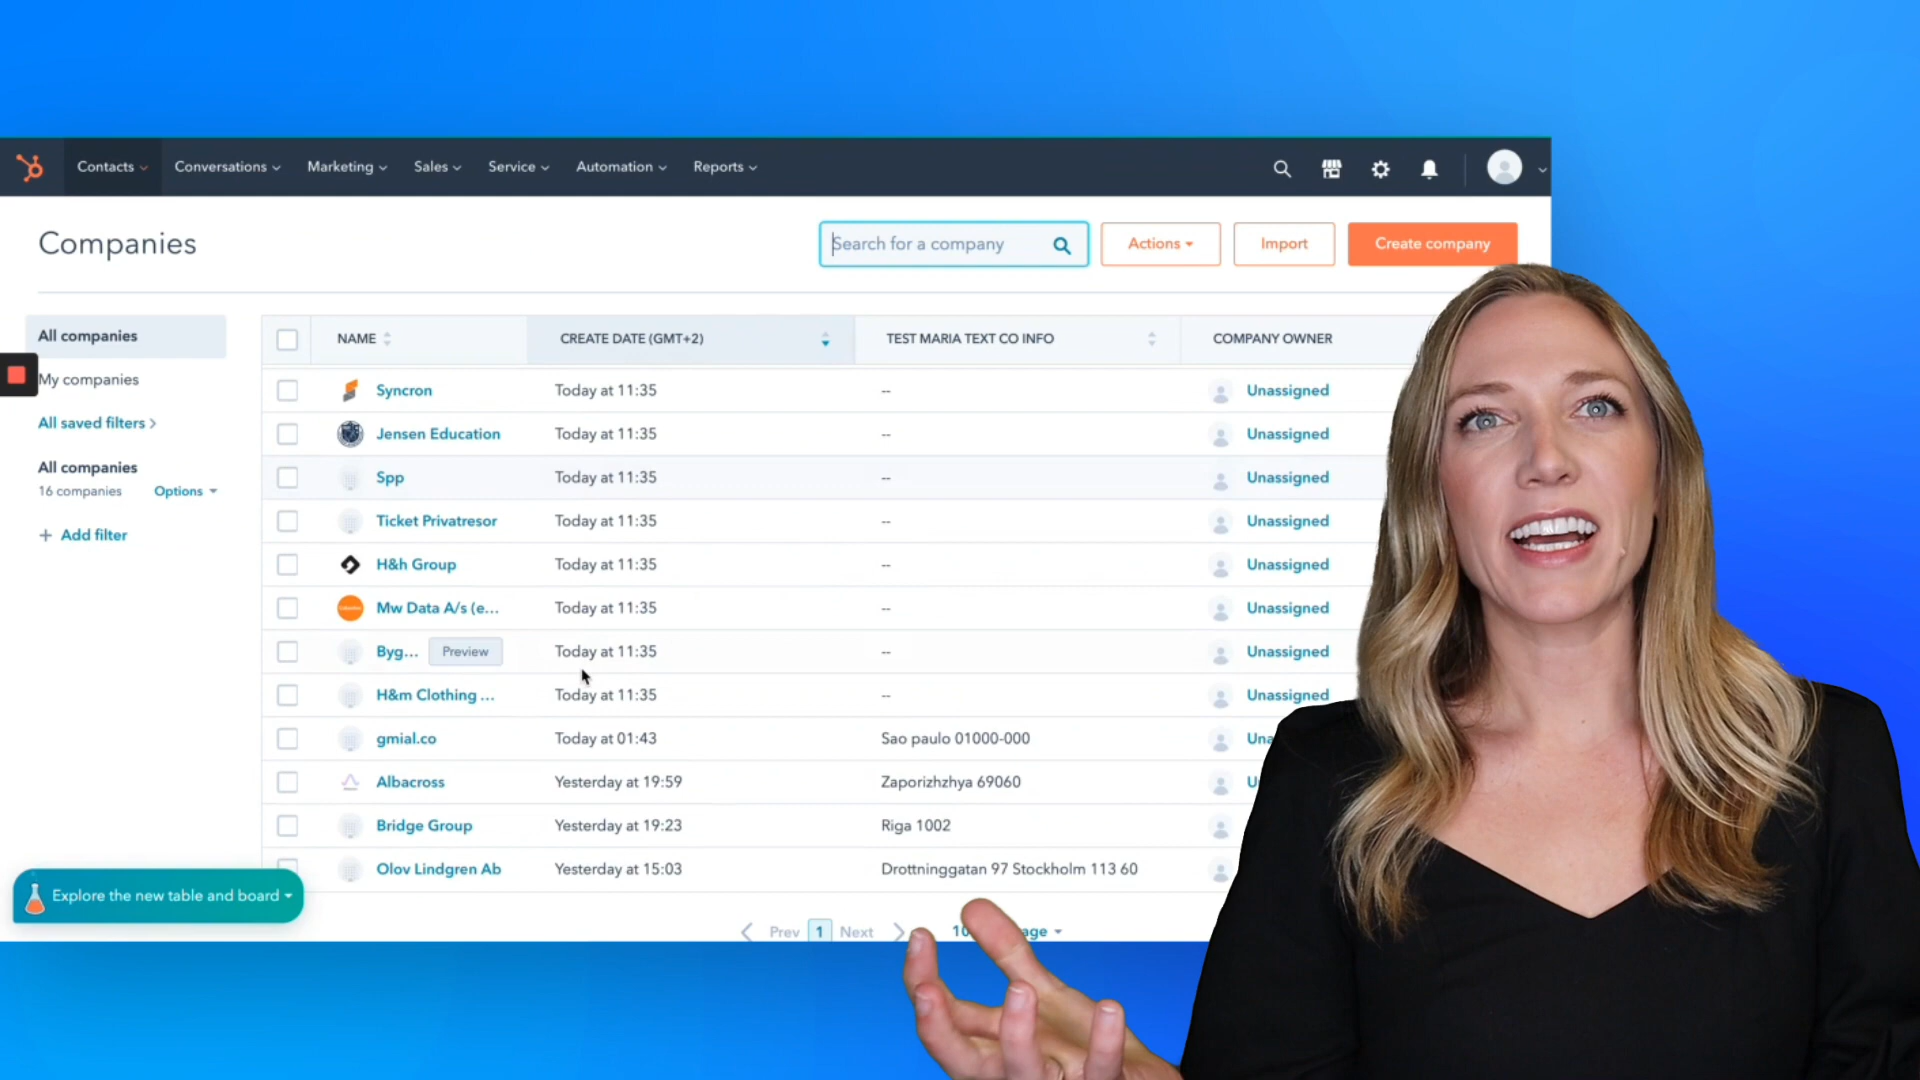 Contacts Conversations Marketing Sales Service Automation Reports
Companies
Search for a company
Actions
Import
Create company
All companies
My companies
All saved filters
All companies
16 companies Options
+ Add filter
NAME CREATE DATE (GMT+2) TEST MARIA TEXT CO INFO COMPANY OWNER
Syncron Today at 11:35 -- Unassigned
Jensen Education Today at 11:35 -- Unassigned
Spp Today at 11:35 -- Unassigned
Ticket Privatresor Today at 11:35 -- Unassigned
H&h Group Today at 11:35 -- Unassigned
Mw Data A/s (e... Today at 11:35 -- Unassigned
Byg... Preview Today at 11:35 -- Unassigned
H&m Clothing ... Today at 11:35 -- Unassigned
gmial.co Today at 01:43 Sao paulo 01000-000
Albacross Yesterday at 19:59 Zaporizhzhya 69060
Bridge Group Yesterday at 19:23 Riga 1002
Olov Lindgren Ab Yesterday at 15:03 Drottninggatan 97 Stockholm 113 60
Explore the new table and board
Prev 1 Next